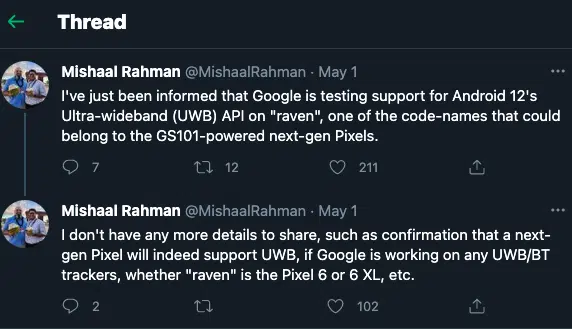 Thread
Mishaal Rahman @MishaalRahman · May 1
I've just been informed that Google is testing support for Android 12's
Ultra-wideband (UWB) API on "raven", one of the code-names that could
belong to the GS101-powered next-gen Pixels.
7 12 211
Mishaal Rahman @MishaalRahman · May 1
I don't have any more details to share, such as confirmation that a next-
gen Pixel will indeed support UWB, if Google is working on any UWB/BT
trackers, whether "raven" is the Pixel 6 or 6 XL, etc.
2 102